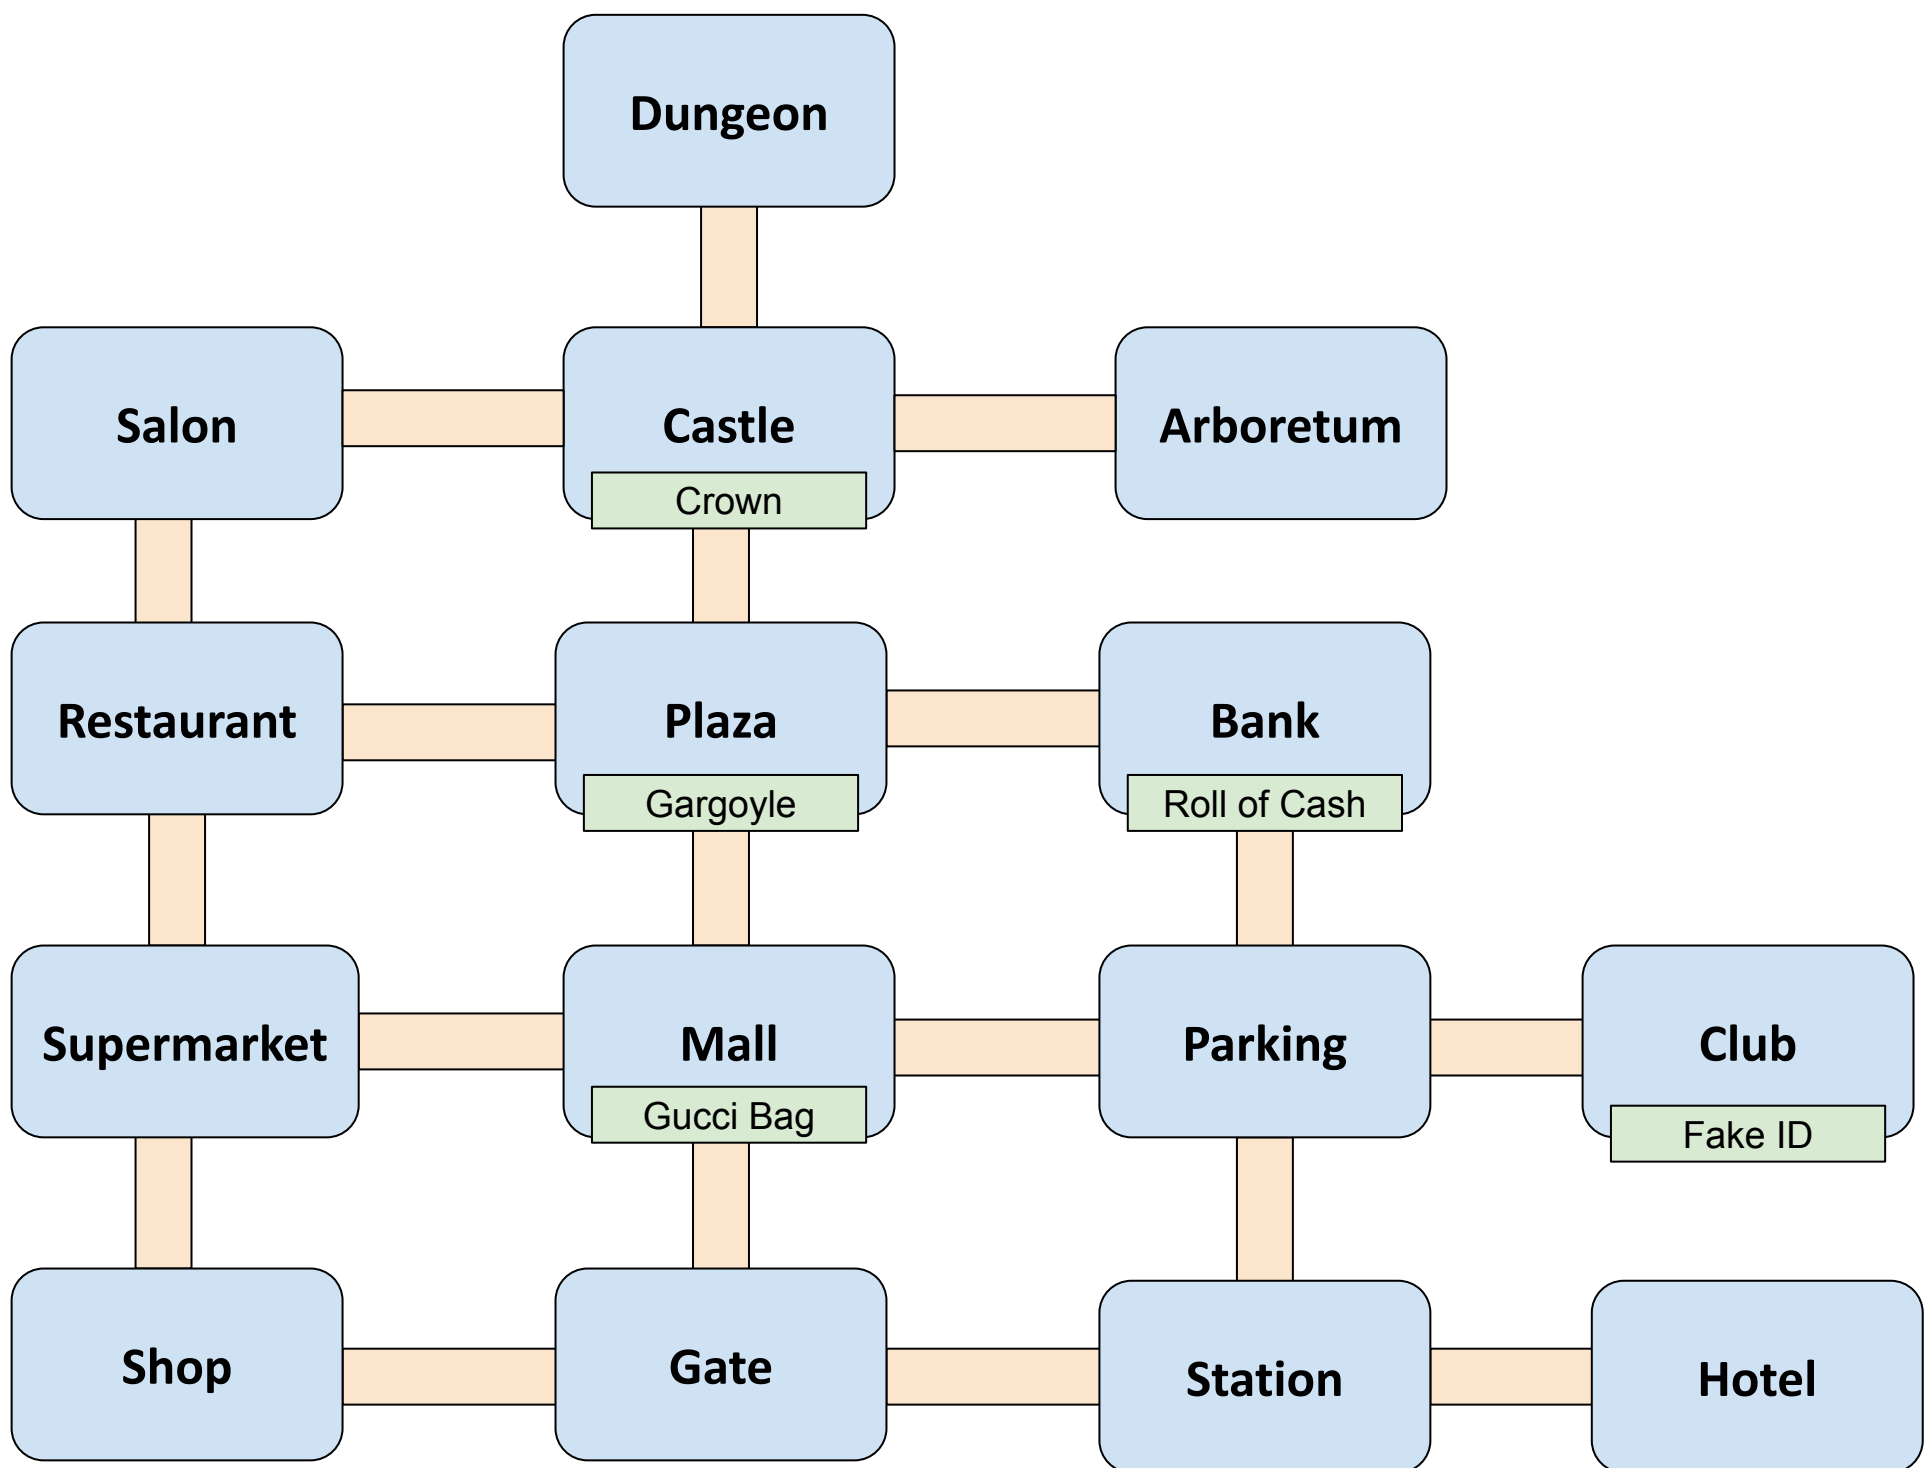 Dungeon
Salon
Castle
Arboretum
Crown
Restaurant
Plaza
Bank
Gargoyle
Roll of Cash
Supermarket
Mall
Parking
Club
Gucci Bag
Fake ID
Shop
Gate
Station
Hotel